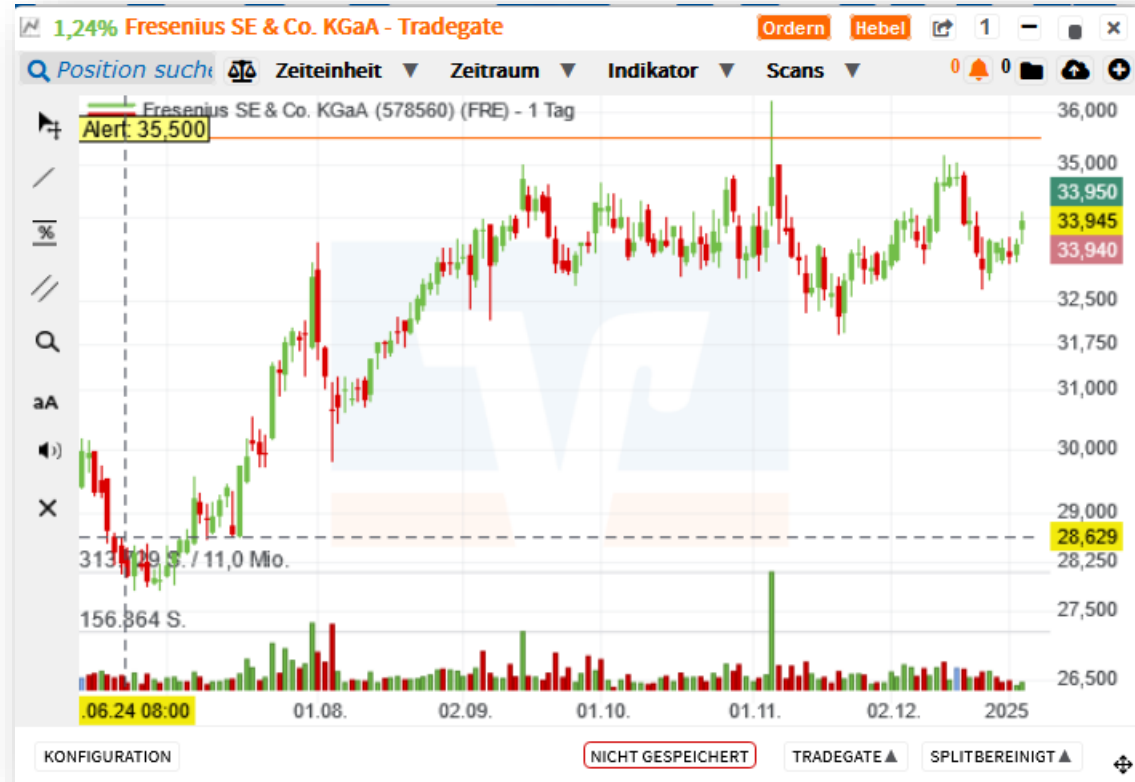 1,24% Fresenius SE & Co. KGaA - Tradegate Ordern Hebel 1
Position suche Zeiteinheit ▼ Zeitraum ▼ Indikator ▼ Scans ▼ 0 0
Fresenius SE & Co. KGaA (578560) (FRE) - 1 Tag
Alert: 35,500
36,000
35,000
33,950
33,945
33,940
32,500
31,750
31,000
30,000
29,000
28,629
313.729 S. / 11,0 Mio.
28,250
27,500
156.864 S.
26,500
%
aA
.06.24 08:00 01.08. 02.09. 01.10. 01.11. 02.12. 2025
KONFIGURATION NICHT GESPEICHERT TRADEGATE▲ SPLITBEREINIGT▲